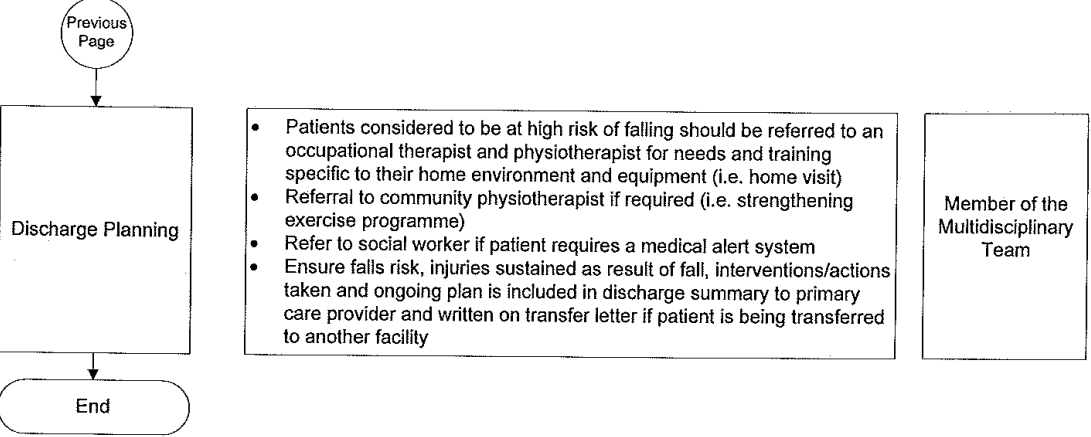 Previous
Page
Discharge Planning
• Patients considered to be at high risk of falling should be referred to an
occupational therapist and physiotherapist for needs and training
specific to their home environment and equipment (i.e. home visit)
• Referral to community physiotherapist if required (i.e. strengthening
exercise programme)
• Refer to social worker if patient requires a medical alert system
• Ensure falls risk, injuries sustained as result of fall, interventions/actions
taken and ongoing plan is included in discharge summary to primary
care provider and written on transfer letter if patient is being transferred
to another facility
Member of the
Multidisciplinary
Team
End